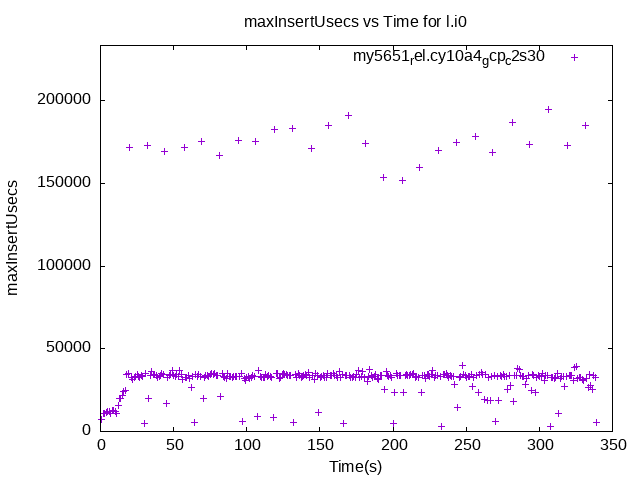 maxInsertUsecs vs Time for l.i0
my5651rel.cy10a4gcpc2s30
200000
150000
100000
50000
0
maxInsertUsecs
0 50 100 150 200 250 300 350
Time(s)